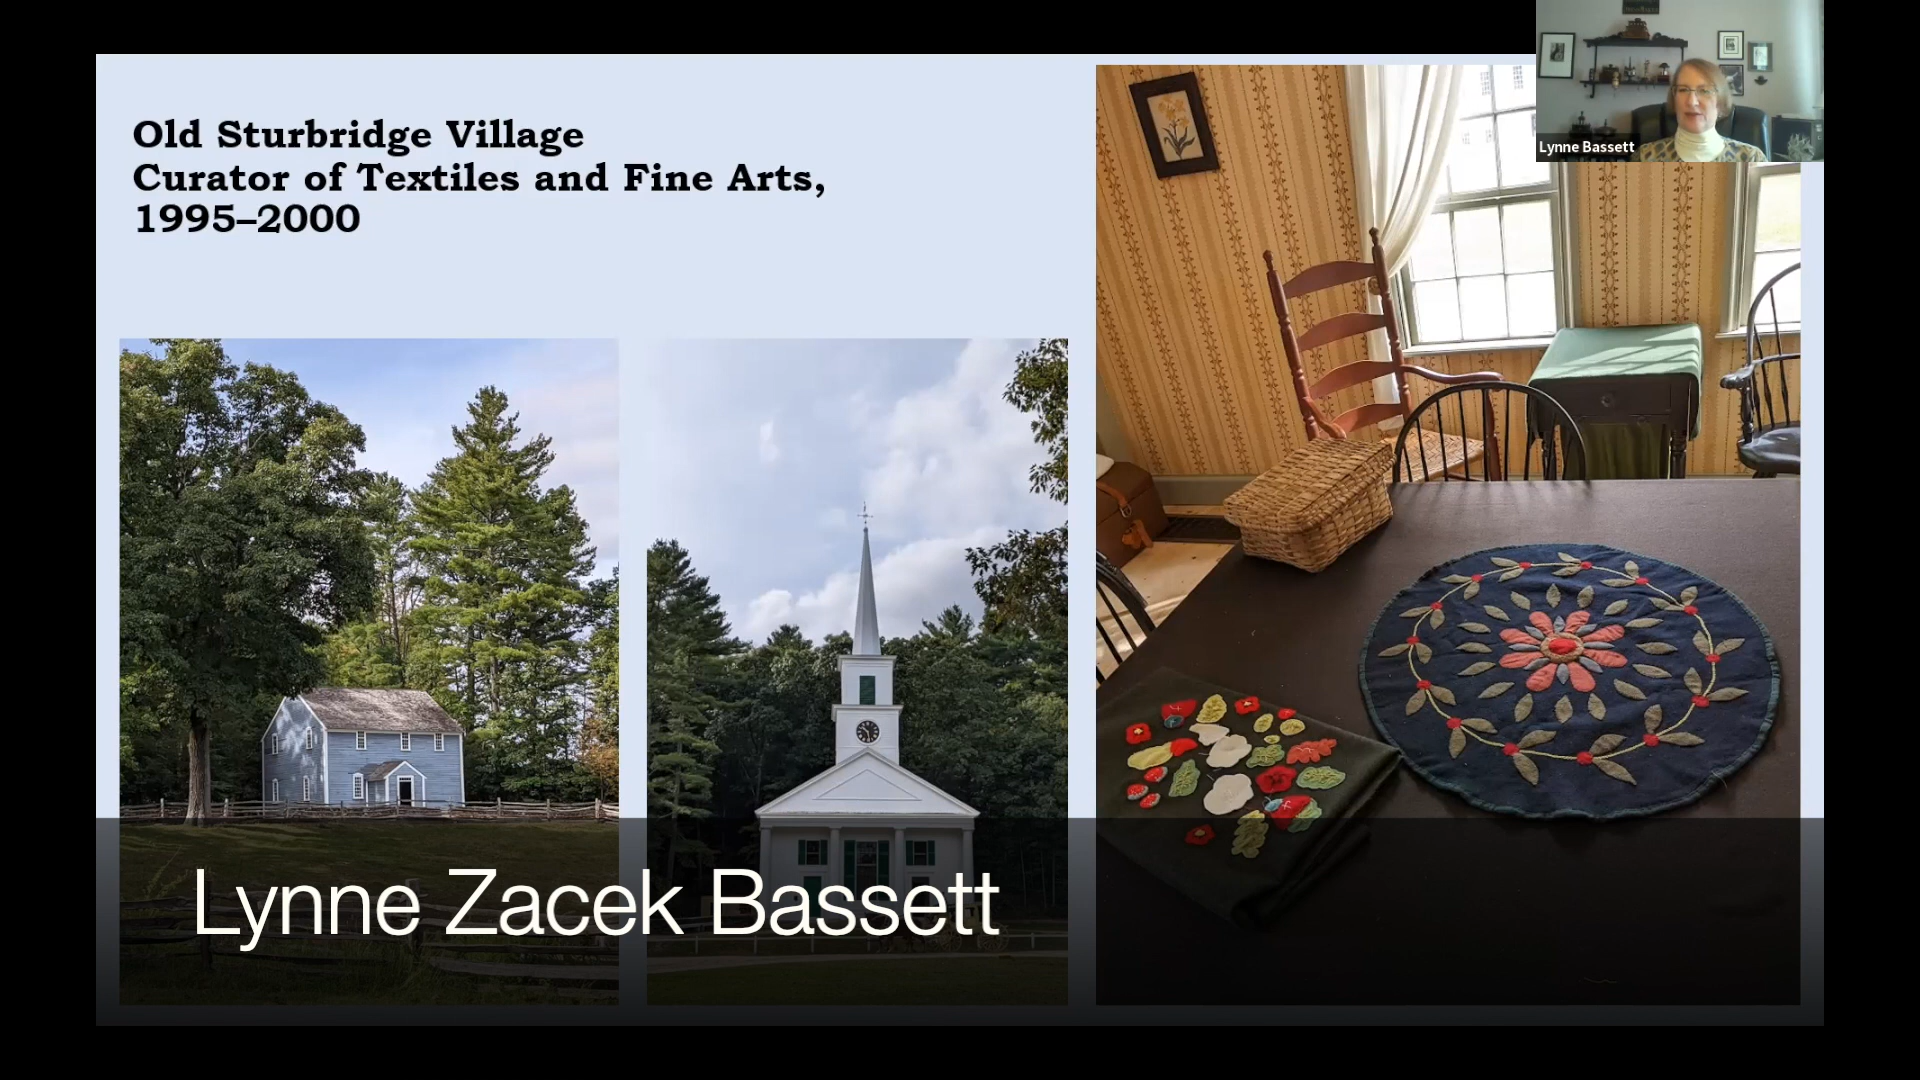 Old Sturbridge Village
Curator of Textiles and Fine Arts,
1995–2000
Lynne Bassett
Lynne Zacek Bassett